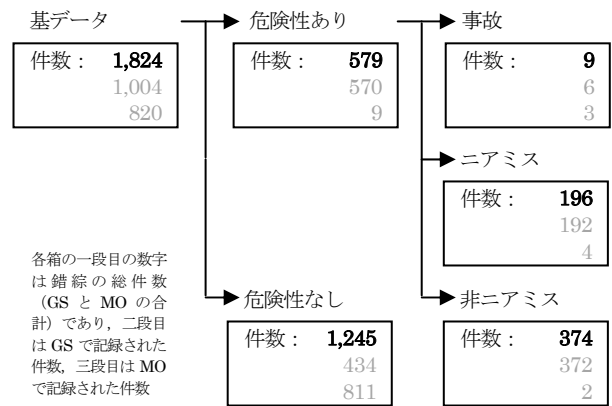 基データ
危険性あり
事故
件数： 1,824
1,004
820
件数： 579
570
9
件数： 9
6
3
ニアミス
件数： 196
192
4
各箱の一段目の数字
は錯綜の総件数
（GS と MO の合
計）であり，二段目
は GS で記録された
件数，三段目は MO
で記録された件数
危険性なし
件数： 1,245
434
811
非ニアミス
件数： 374
372
2